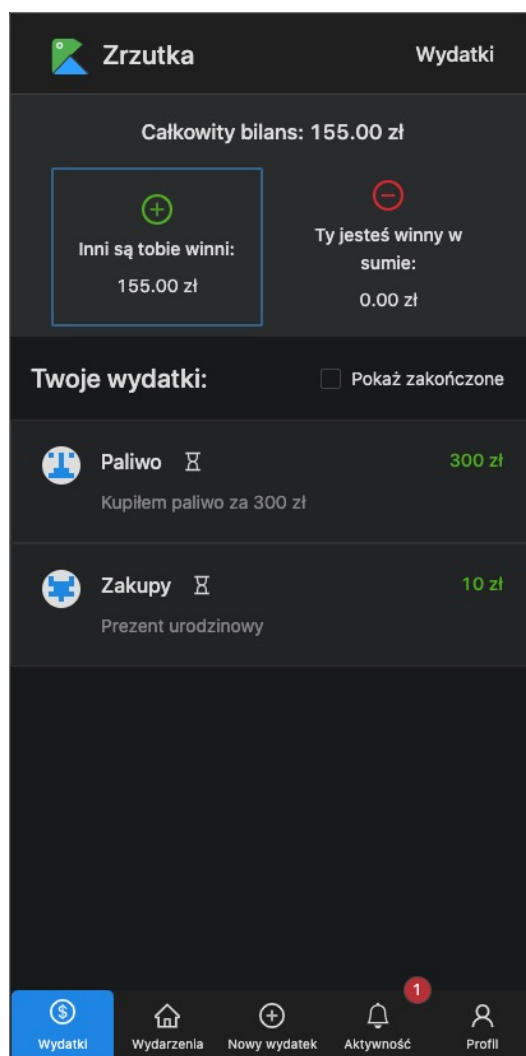 Zrzutka
Wydatki
Całkowity bilans: 155.00 zł
Inni są tobie winni:
155.00 zł
Ty jesteś winny w
sumie:
0.00 zł
Twoje wydatki:
Pokaż zakończone
Paliwo
300 zł
Kupiłem paliwo za 300 zł
Zakupy
10 zł
Prezent urodzinowy
1
Wydatki
Wydarzenia
Nowy wydatek
Aktywność
Profil